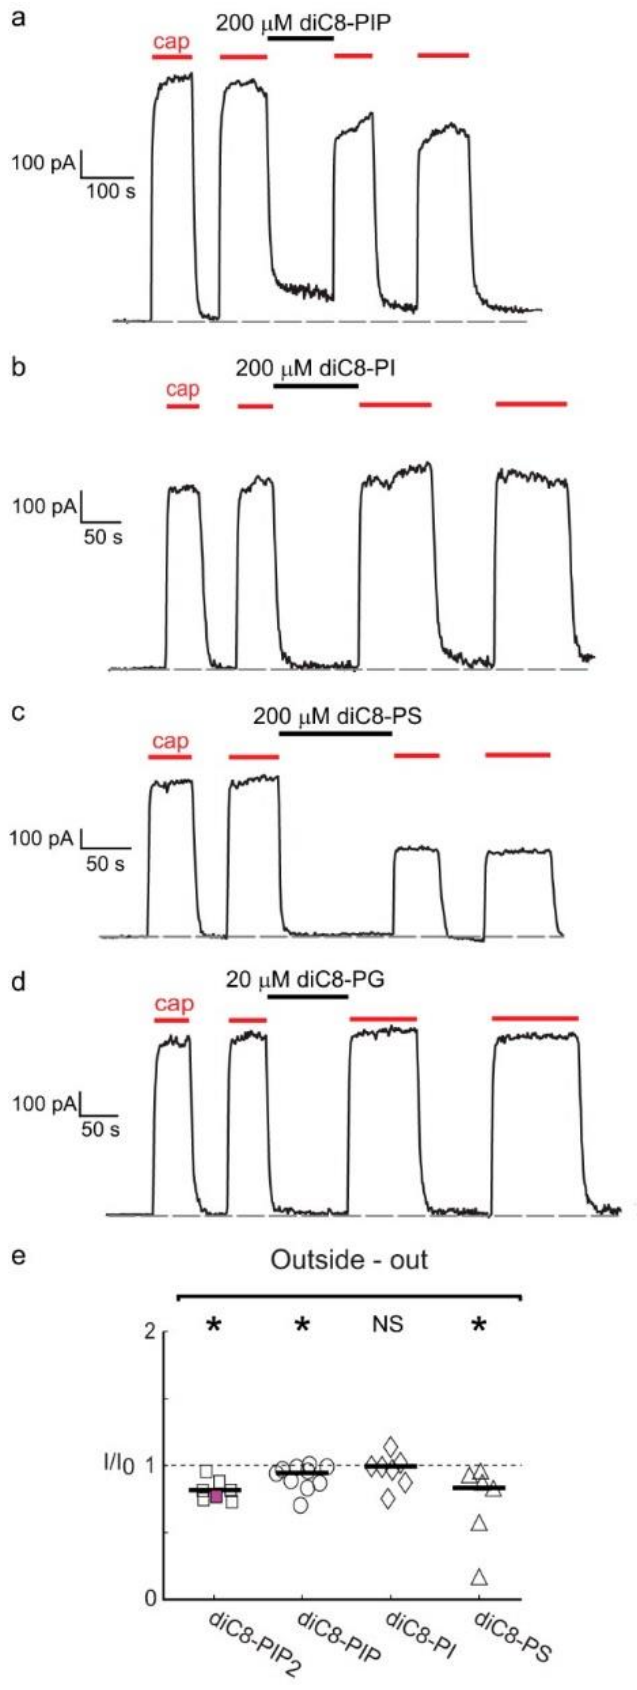 a
200 μM diC8-PIP
cap
100 pA
100 s
b
200 μM diC8-PI
cap
100 pA
50 s
c
200 μM diC8-PS
cap
100 pA
50 s
d
20 μM diC8-PG
cap
100 pA
50 s
e
Outside - out
* * NS *
2
I/I0 1
0
diC8-PIP2
diC8-PIP
diC8-PI
diC8-PS